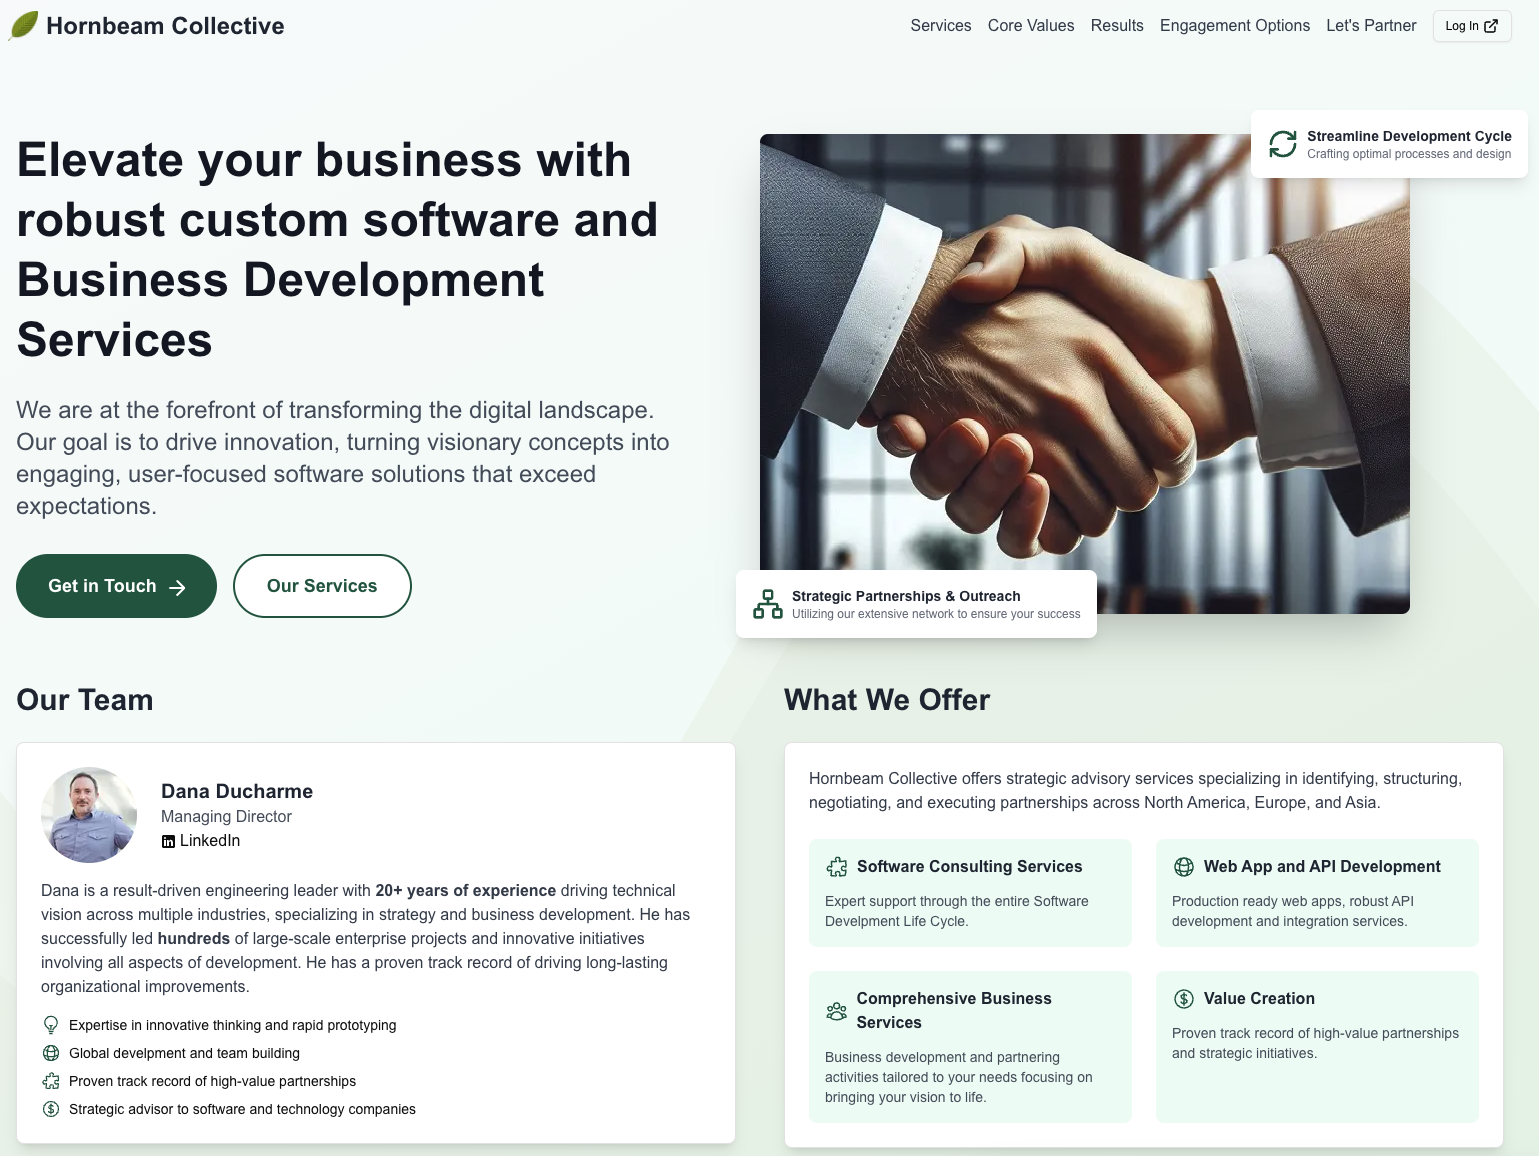 Hornbeam Collective
Services Core Values Results Engagement Options Let's Partner Log In
Elevate your business with
robust custom software and
Business Development
Services
We are at the forefront of transforming the digital landscape.
Our goal is to drive innovation, turning visionary concepts into
engaging, user-focused software solutions that exceed
expectations.
Get in Touch
Our Services
Streamline Development Cycle
Crafting optimal processes and design
Strategic Partnerships & Outreach
Utilizing our extensive network to ensure your success
Our Team
Dana Ducharme
Managing Director
LinkedIn
Dana is a result-driven engineering leader with 20+ years of experience driving technical
vision across multiple industries, specializing in strategy and business development. He has
successfully led hundreds of large-scale enterprise projects and innovative initiatives
involving all aspects of development. He has a proven track record of driving long-lasting
organizational improvements.
Expertise in innovative thinking and rapid prototyping
Global develpment and team building
Proven track record of high-value partnerships
Strategic advisor to software and technology companies
What We Offer
Hornbeam Collective offers strategic advisory services specializing in identifying, structuring,
negotiating, and executing partnerships across North America, Europe, and Asia.
Software Consulting Services
Expert support through the entire Software
Develpment Life Cycle.
Web App and API Development
Production ready web apps, robust API
development and integration services.
Comprehensive Business
Services
Business development and partnering
activities tailored to your needs focusing on
bringing your vision to life.
Value Creation
Proven track record of high-value partnerships
and strategic initiatives.